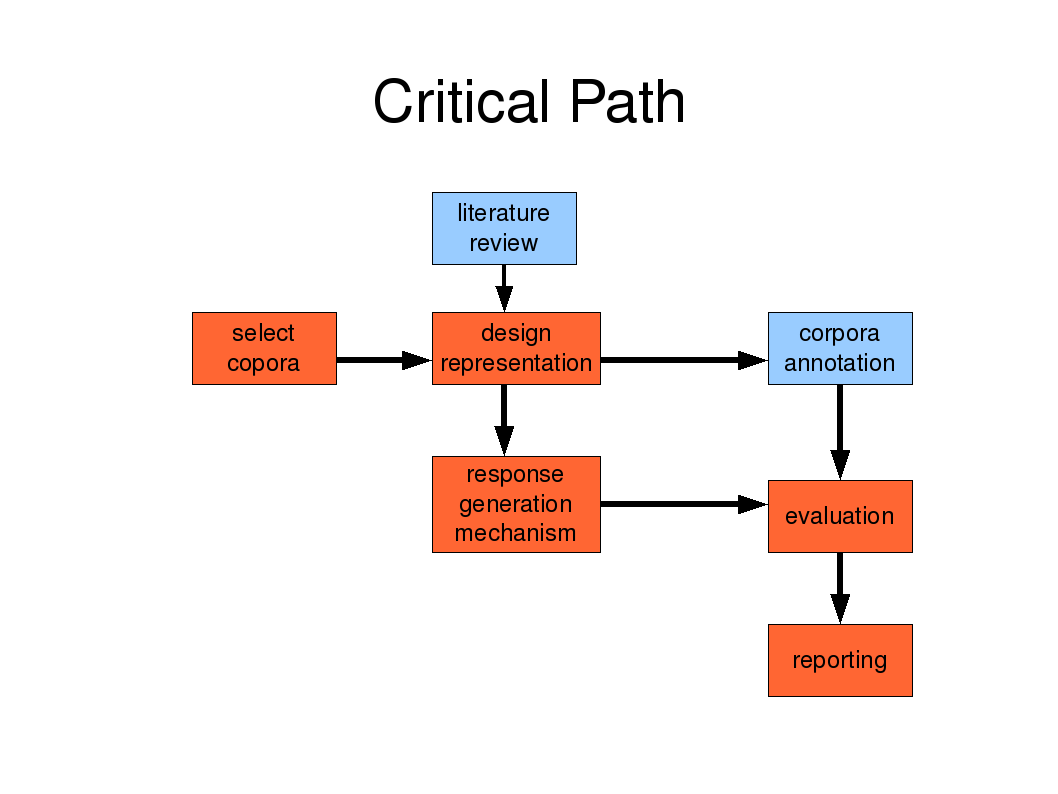 Critical Path
literature
review
select
copora
design
representation
corpora
annotation
response
generation
mechanism
evaluation
reporting